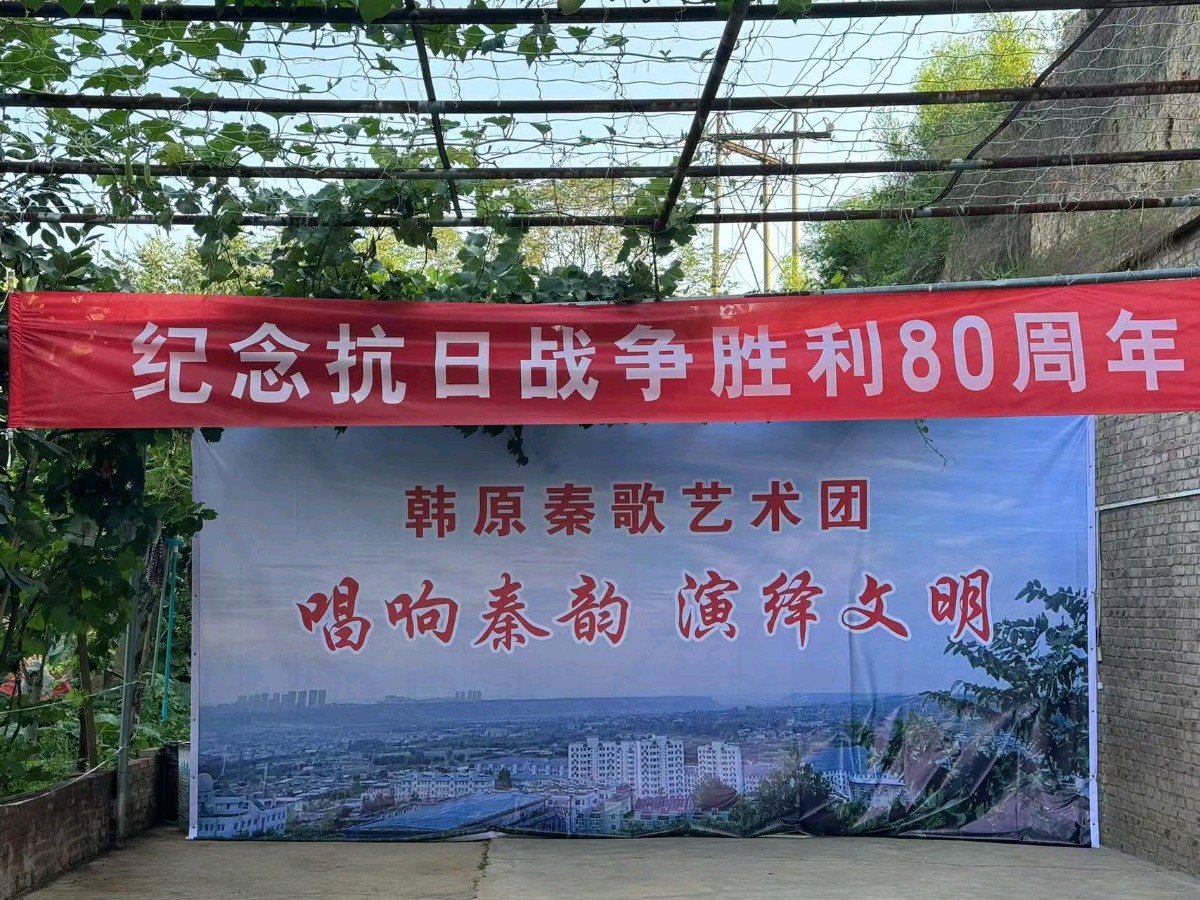 纪念抗日战争胜利80周年
韩原秦歌艺术团
唱响秦韵 演绎文明